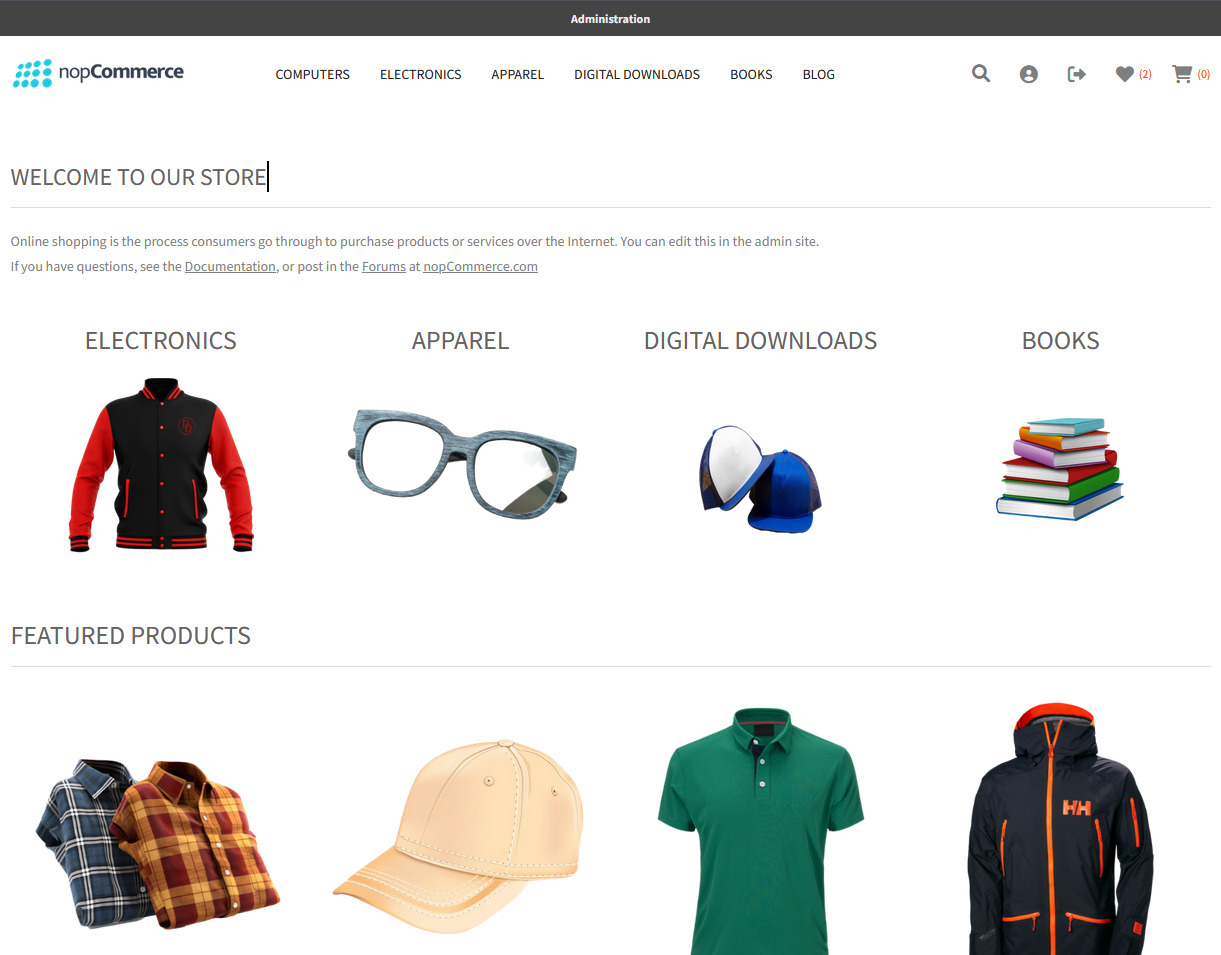 Administration
nopCommerce
COMPUTERS ELECTRONICS APPAREL DIGITAL DOWNLOADS BOOKS BLOG
(2) (0)
WELCOME TO OUR STORE
Online shopping is the process consumers go through to purchase products or services over the Internet. You can edit this in the admin site.
If you have questions, see the Documentation, or post in the Forums at nopCommerce.com
ELECTRONICS APPAREL DIGITAL DOWNLOADS BOOKS
FEATURED PRODUCTS
HH